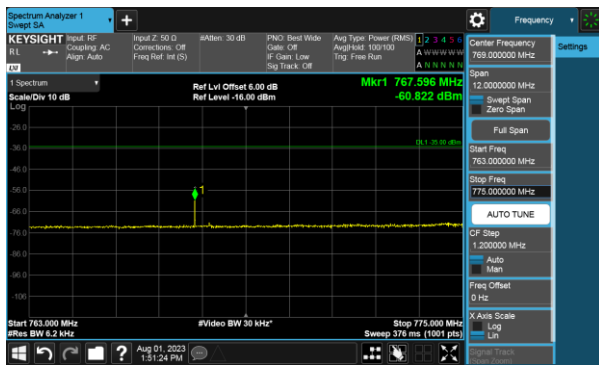 Spectrum Analyzer 1
Swept SA
Frequency
KEYSIGHT
RL
Input: RF
Coupling: AC
Align: Auto
Input Z: 50 Ω
Corrections: Off
Freq Ref: Int (S)
#Atten: 30 dB
PNO: Best Wide
Gate: Off
IF Gain: Low
Sig Track: Off
Avg Type: Power (RMS)
Avg|Hold: 100/100
Trig: Free Run
1 2 3 4 5 6
A W W W W W
A N N N N N
LW
1 Spectrum
Scale/Div 10 dB
Log
Ref Lvl Offset 6.00 dB
Ref Level -16.00 dBm
Mkr1 767.596 MHz
-60.822 dBm
-26.0
-36.0
-46.0
-56.0
-66.0
-76.0
-86.0
-96.0
-106
DL1 -35.00 dBm
1
Start 763.000 MHz
#Res BW 6.2 kHz
#Video BW 30 kHz*
Stop 775.000 MHz
Sweep 376 ms (1001 pts)
Aug 01, 2023
1:51:24 PM
?
Center Frequency
769.000000 MHz
Span
12.0000000 MHz
Swept Span
Zero Span
Full Span
Start Freq
763.000000 MHz
Stop Freq
775.000000 MHz
AUTO TUNE
CF Step
1.200000 MHz
Auto
Man
Freq Offset
0 Hz
X Axis Scale
Log
Lin
Signal Track
(Span Zoom)
Settings